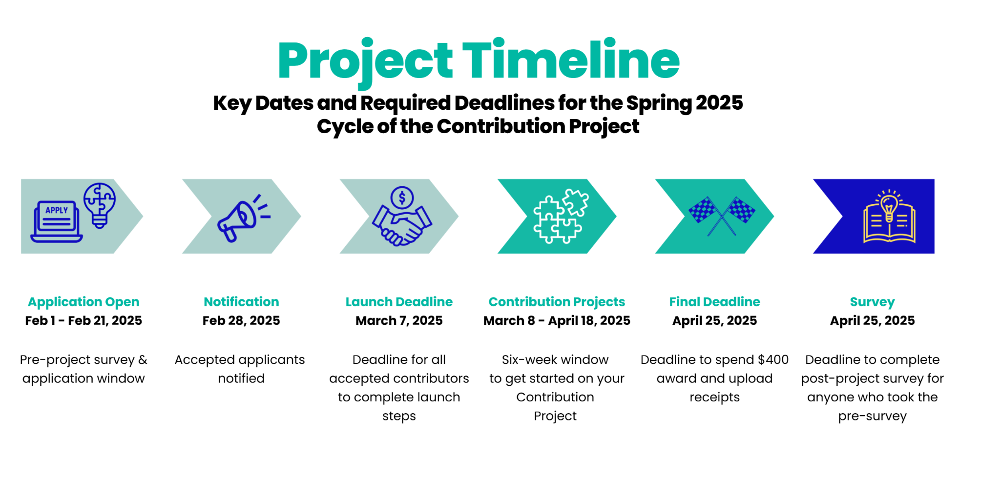 Project Timeline
Key Dates and Required Deadlines for the Spring 2025
Cycle of the Contribution Project
APPLY
$
Application Open
Feb 1 - Feb 21, 2025
Pre-project survey &
application window
Notification
Feb 28, 2025
Accepted applicants
notified
Launch Deadline
March 7, 2025
Deadline for all
accepted contributors
to complete launch
steps
Contribution Projects
March 8 - April 18, 2025
Six-week window
to get started on your
Contribution
Project
Final Deadline
April 25, 2025
Deadline to spend $400
award and upload
receipts
Survey
April 25, 2025
Deadline to complete
post-project survey for
anyone who took the
pre-survey